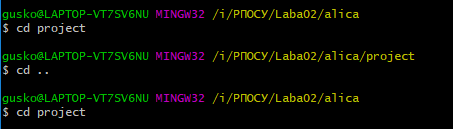 gusko@LAPTOP-VT7SV6NU MINGW32 /i/РПОСУ/Laba02/alica
$ cd project
gusko@LAPTOP-VT7SV6NU MINGW32 /i/РПОСУ/Laba02/alica/project
$ cd ..
gusko@LAPTOP-VT7SV6NU MINGW32 /i/РПОСУ/Laba02/alica
$ cd project